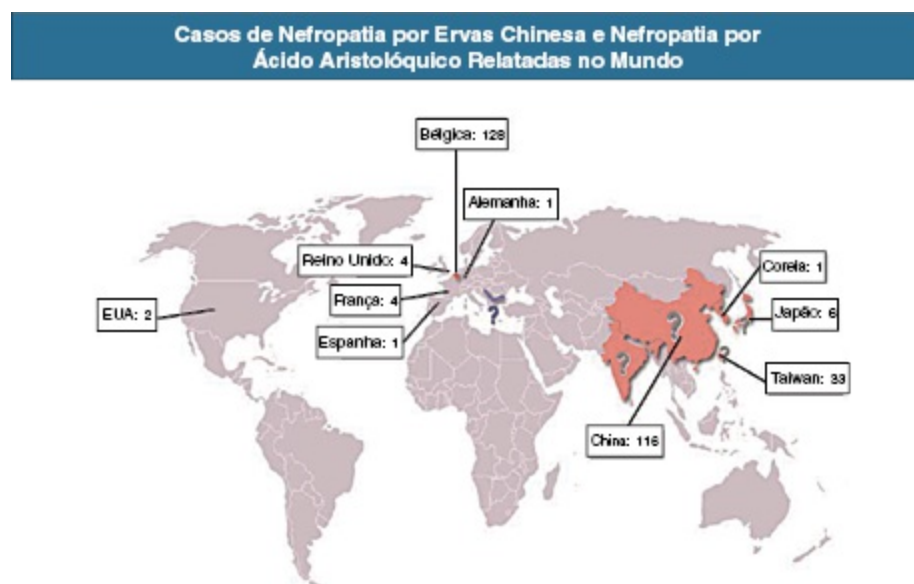 Casos de Nefropatia por Ervas Chinesa e Nefropatia por
Ácido Aristolóquico Relatadas no Mundo
Bélgica: 128
Alemanha: 1
Reino Unido: 4
Coreia: 1
França: 4
EUA: 2
Japão: 6
Espanha: 1
Taiwan: 33
China: 116
?
?
?
?
?